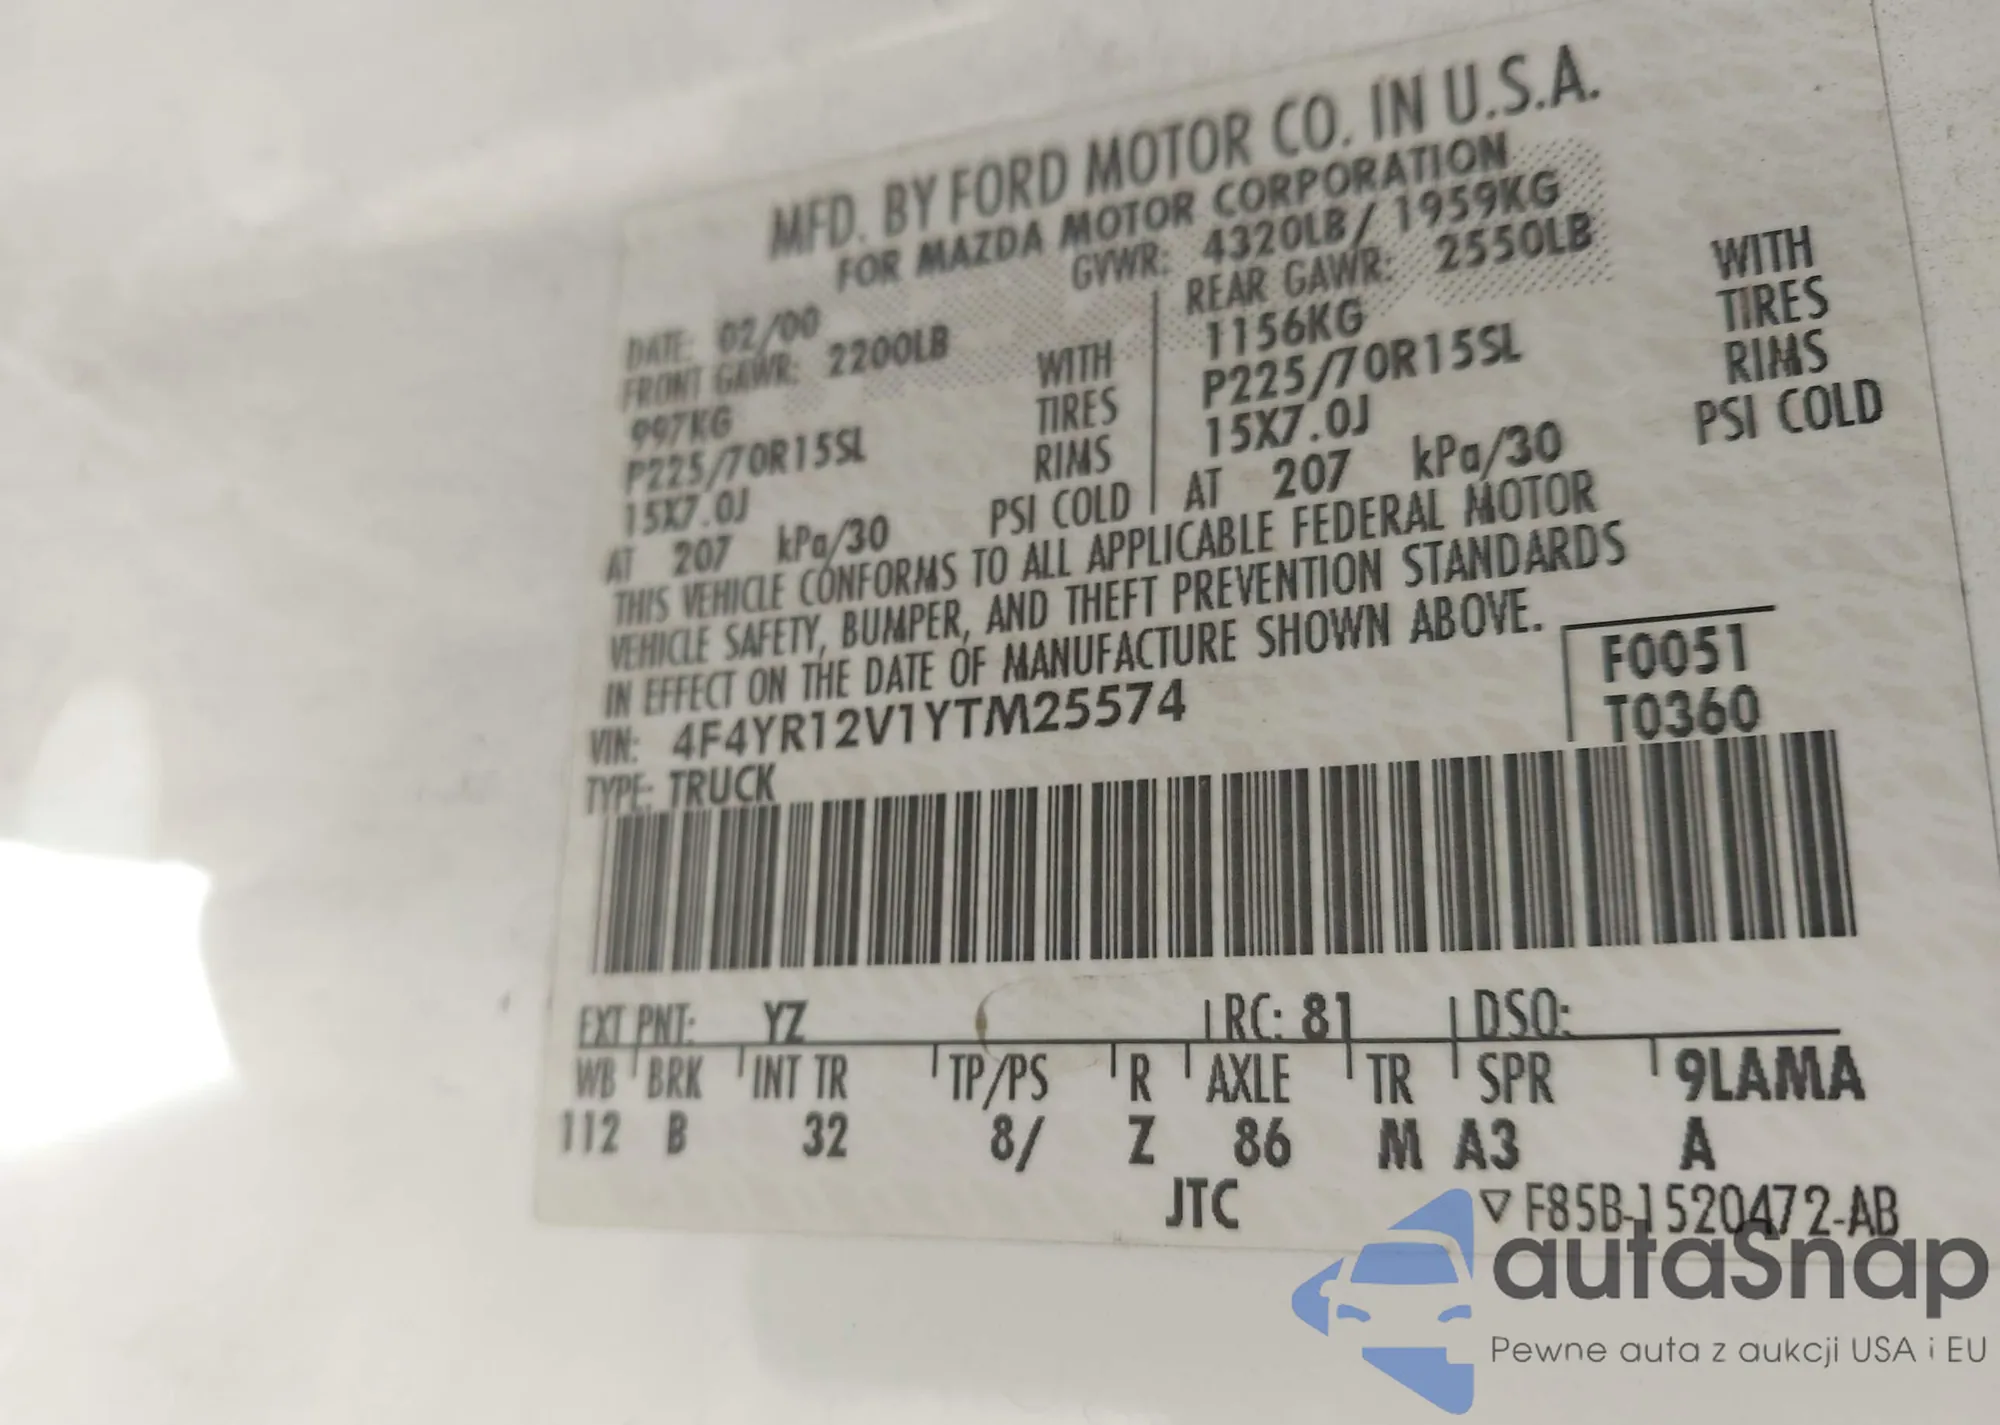 MFD. BY FORD MOTOR CO. IN U.S.A.
FOR MAZDA MOTOR CORPORATION
GVWR: 4320LB/ 1959KG
DATE: 02/00
FRONT GAWR: 2200LB
997KG WITH
P225/70R15SL TIRES
15X7.0J RIMS
AT 207 kPa/30 PSI COLD
REAR GAWR: 2550LB
1156KG WITH
P225/70R15SL TIRES
15X7.0J RIMS
AT 207 kPa/30 PSI COLD
THIS VEHICLE CONFORMS TO ALL APPLICABLE FEDERAL MOTOR
VEHICLE SAFETY, BUMPER, AND THEFT PREVENTION STANDARDS
IN EFFECT ON THE DATE OF MANUFACTURE SHOWN ABOVE.
F0051
T0360
VIN: 4F4YR12V1YTM25574
TYPE: TRUCK
EXT PNT: YZ RC: 81 DSO:
WB BRK INT TR TP/PS R AXLE TR SPR 9LAMA
112 B 32 8/ Z 86 M A3 A
JTC ▽ F85B-1520472-AB
autaSnap
Pewne auta z aukcji USA i EU